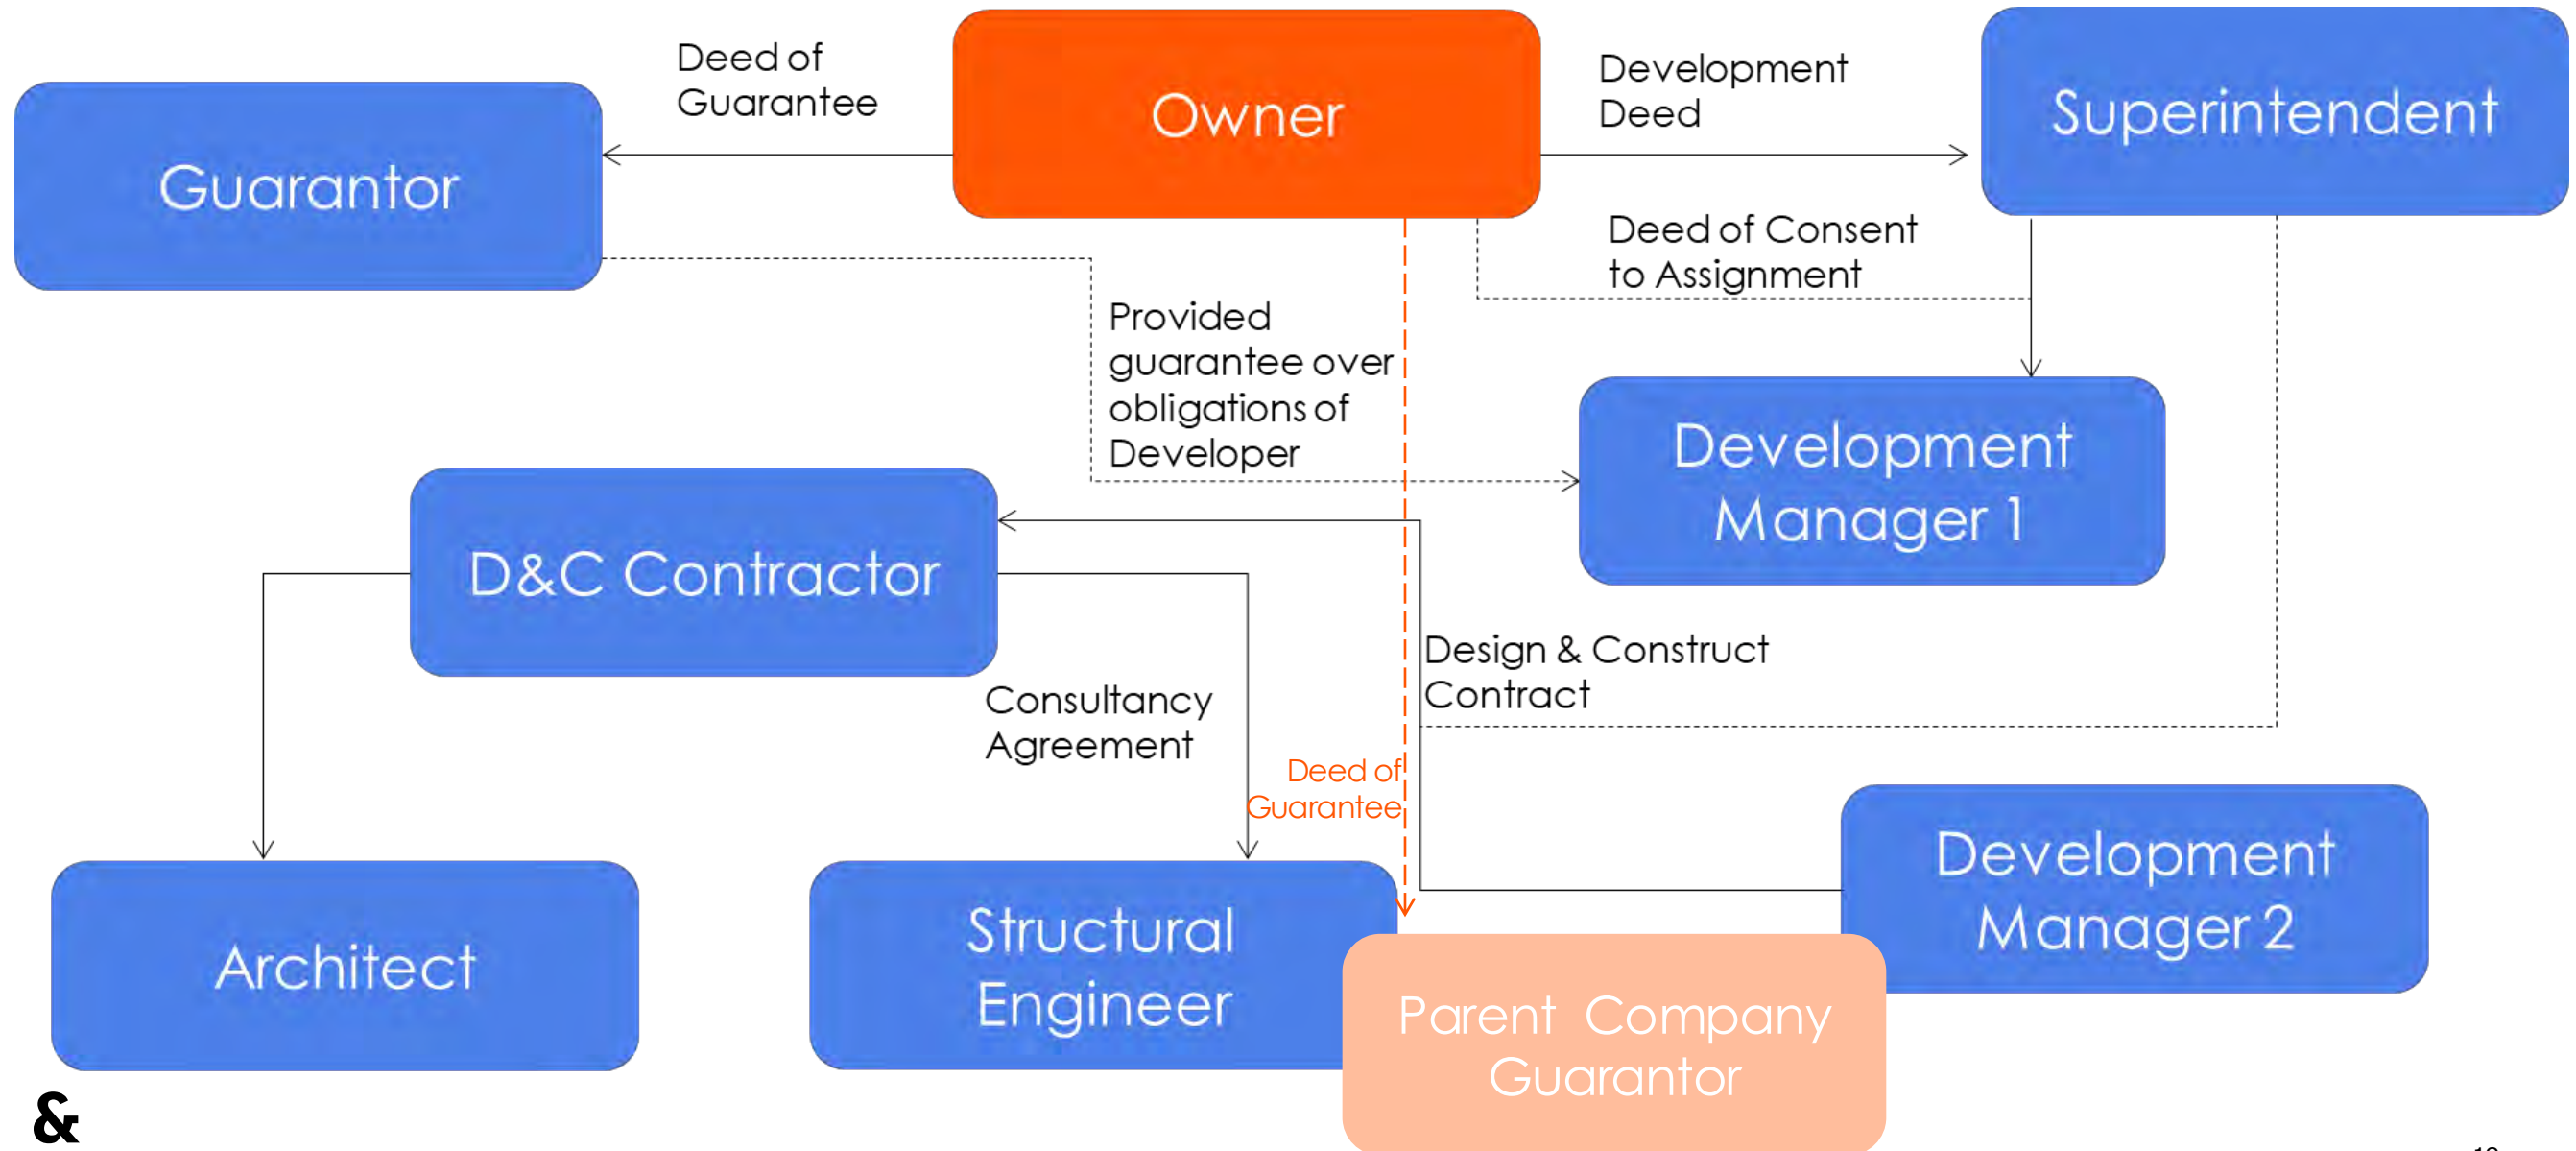 Deed of
Guarantee
Owner
Development
Deed
Superintendent
Guarantor
Deed of Consent
to Assignment
Provided
guarantee over
obligations of
Developer
Development
Manager 1
D&C Contractor
Design & Construct
Contract
Consultancy
Agreement
Deed of
Guarantee
Development
Manager 2
Architect
Structural
Engineer
Parent Company
Guarantor
&